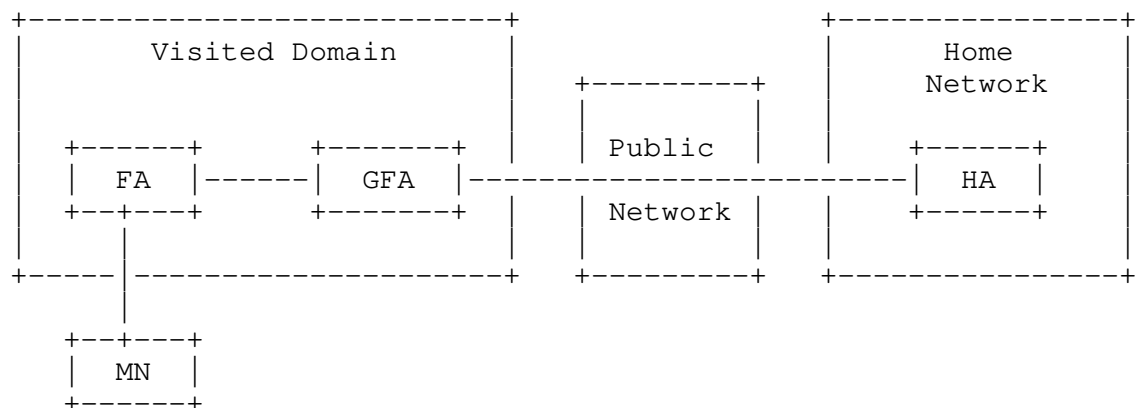 Visited Domain
Home
Network
Public
FA
GFA
HA
Network
MN